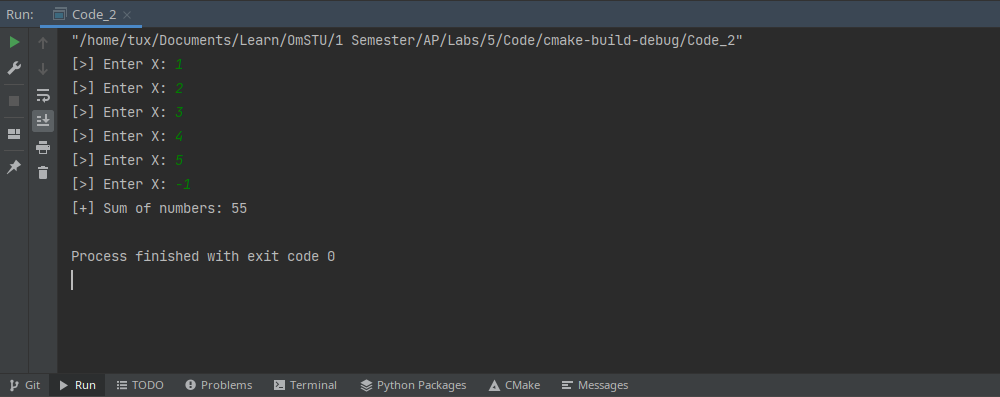 Run: Code_2
"/home/tux/Documents/Learn/OmSTU/1 Semester/AP/Labs/5/Code/cmake-build-debug/Code_2"
[>] Enter X: 1
[>] Enter X: 2
[>] Enter X: 3
[>] Enter X: 4
[>] Enter X: 5
[>] Enter X: -1
[+] Sum of numbers: 55
Process finished with exit code 0
Git Run TODO Problems Terminal Python Packages CMake Messages